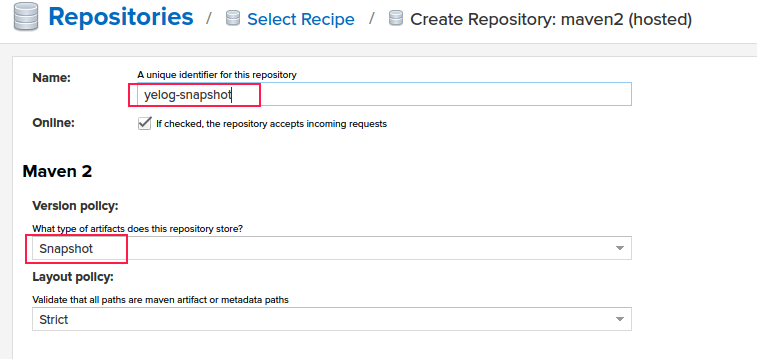 Repositories / Select Recipe / Create Repository: maven2 (hosted)
Name: A unique identifier for this repository
yelog-snapshot
Online: If checked, the repository accepts incoming requests
Maven 2
Version policy:
What type of artifacts does this repository store?
Snapshot
Layout policy:
Validate that all paths are maven artifact or metadata paths
Strict